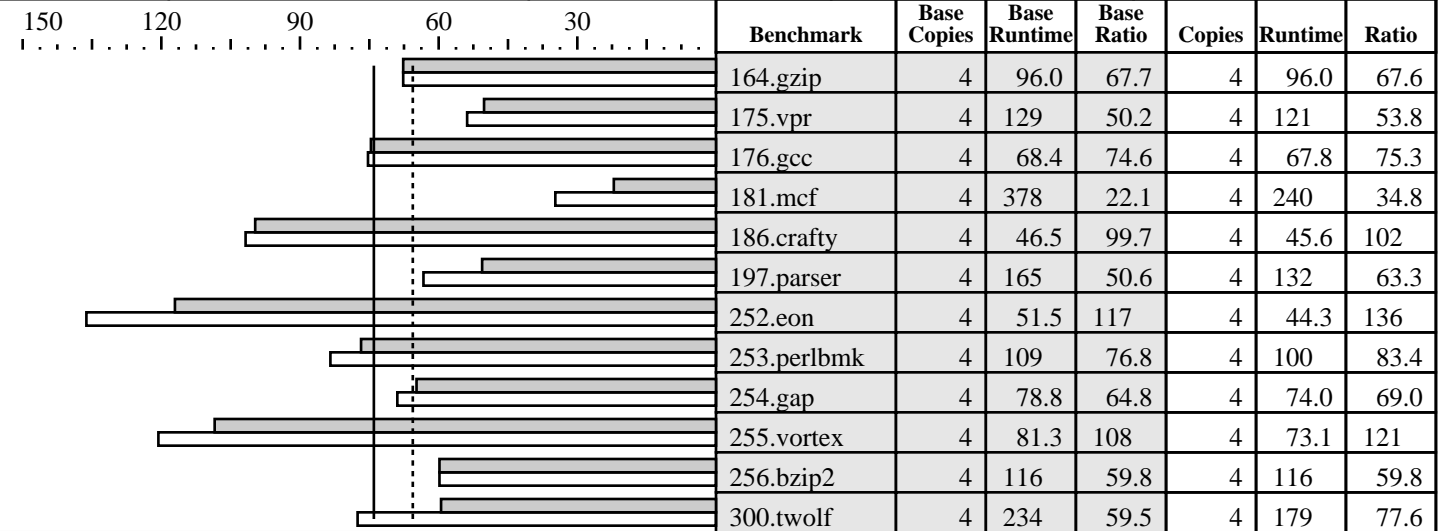 150 120 90 60 30
Benchmark Base Copies Base Runtime Base Ratio Copies Runtime Ratio
164.gzip 4 96.0 67.7 4 96.0 67.6
175.vpr 4 129 50.2 4 121 53.8
176.gcc 4 68.4 74.6 4 67.8 75.3
181.mcf 4 378 22.1 4 240 34.8
186.crafty 4 46.5 99.7 4 45.6 102
197.parser 4 165 50.6 4 132 63.3
252.eon 4 51.5 117 4 44.3 136
253.perlbmk 4 109 76.8 4 100 83.4
254.gap 4 78.8 64.8 4 74.0 69.0
255.vortex 4 81.3 108 4 73.1 121
256.bzip2 4 116 59.8 4 116 59.8
300.twolf 4 234 59.5 4 179 77.6